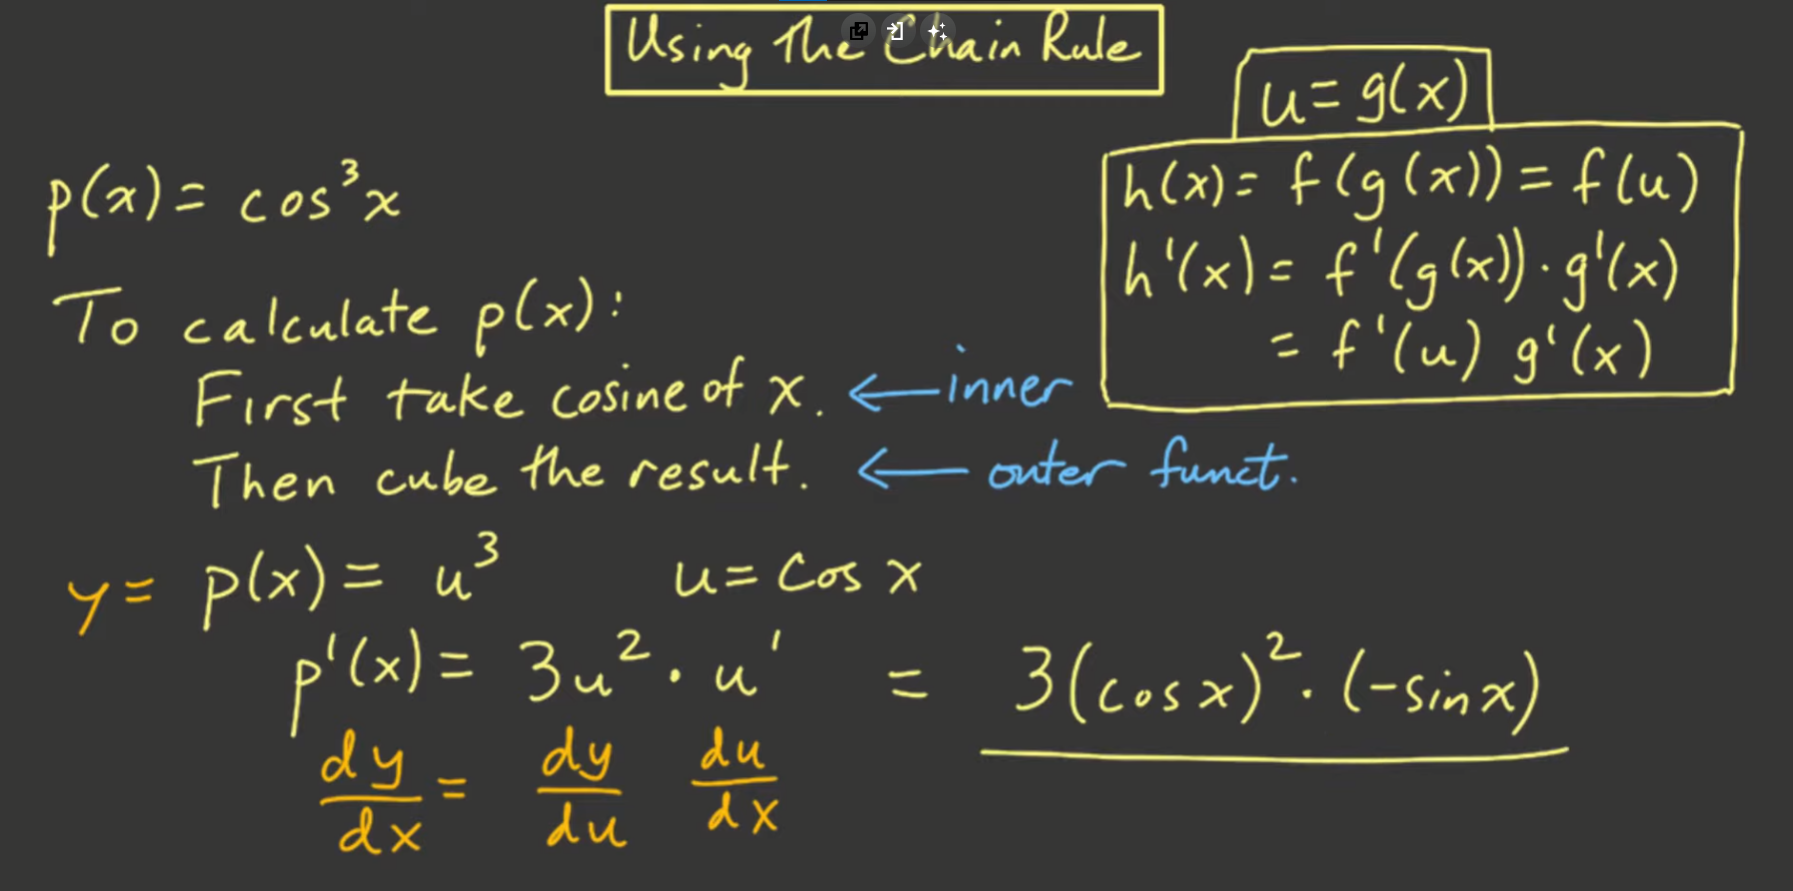 Using The Chain Rule
u = g(x)
h(x) = f(g(x)) = f(u)
h'(x) = f'(g(x)) · g'(x)
= f'(u) g'(x)
p(x) = cos³x
To calculate p(x):
First take cosine of x. ← inner
Then cube the result. ← outer funct.
y = p(x) = u³ u = cos x
p'(x) = 3u² · u' = 3(cos x)² · (-sin x)
dy/dx = dy/du du/dx